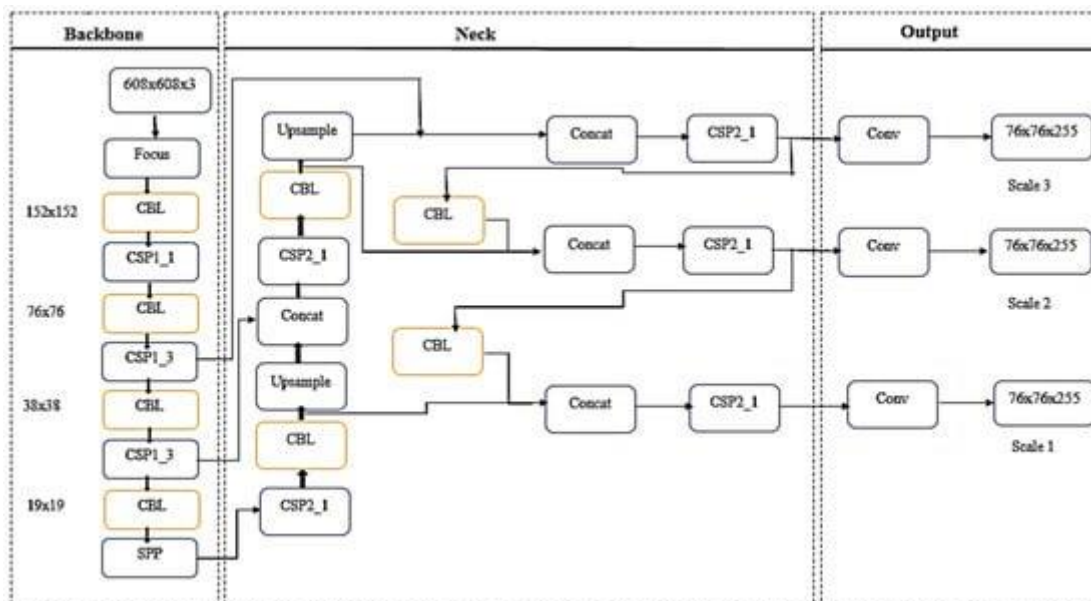 Backbone
Neck
Output
608x608x3
Focus
CBL
152x152
CSP1_1
CBL
76x76
CSP1_3
CBL
38x38
CSP1_3
CBL
19x19
SPP
Upsample
CBL
CSP2_1
Concat
Upsample
CBL
CSP2_1
Concat
CSP2_1
CBL
Concat
CSP2_1
CBL
Concat
CSP2_1
Conv
76x76x255
Scale 3
Conv
76x76x255
Scale 2
Conv
76x76x255
Scale 1